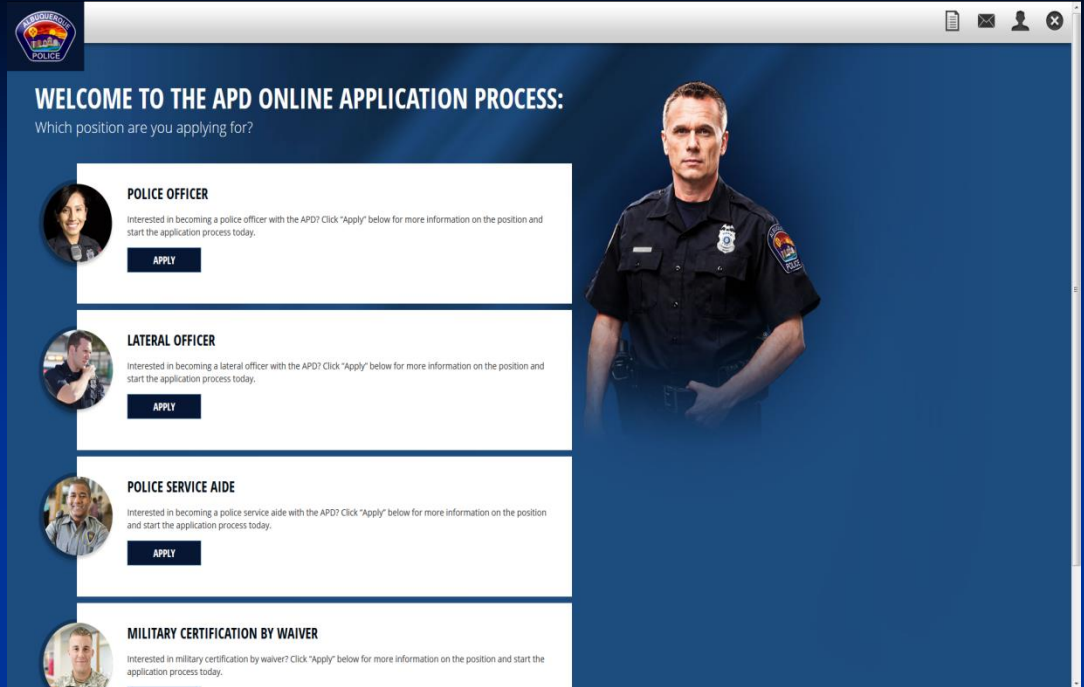 ALBUQUERQUE
POLICE
WELCOME TO THE APD ONLINE APPLICATION PROCESS:
Which position are you applying for?
POLICE OFFICER
Interested in becoming a police officer with the APD? Click "Apply" below for more information on the position and
start the application process today.
APPLY
LATERAL OFFICER
Interested in becoming a lateral officer with the APD? Click "Apply" below for more information on the position and
start the application process today.
APPLY
POLICE SERVICE AIDE
Interested in becoming a police service aide with the APD? Click "Apply" below for more information on the position
and start the application process today.
APPLY
MILITARY CERTIFICATION BY WAIVER
Interested in military certification by waiver? Click "Apply" below for more information on the position and start the
application process today.